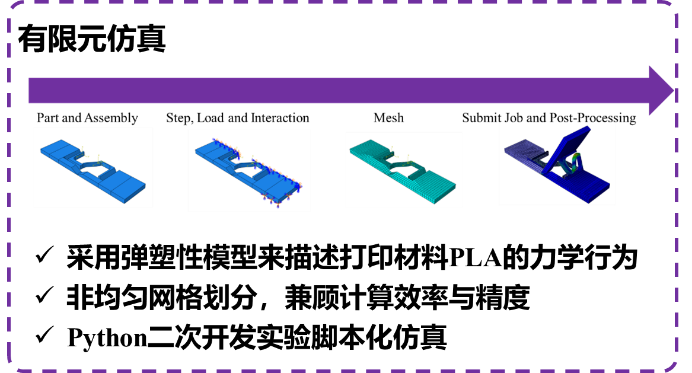 有限元仿真
Part and Assembly
Step, Load and Interaction
Mesh
Submit Job and Post-Processing
✓ 采用弹塑性模型来描述打印材料PLA的力学行为
✓ 非均匀网格划分，兼顾计算效率与精度
✓ Python二次开发实验脚本化仿真